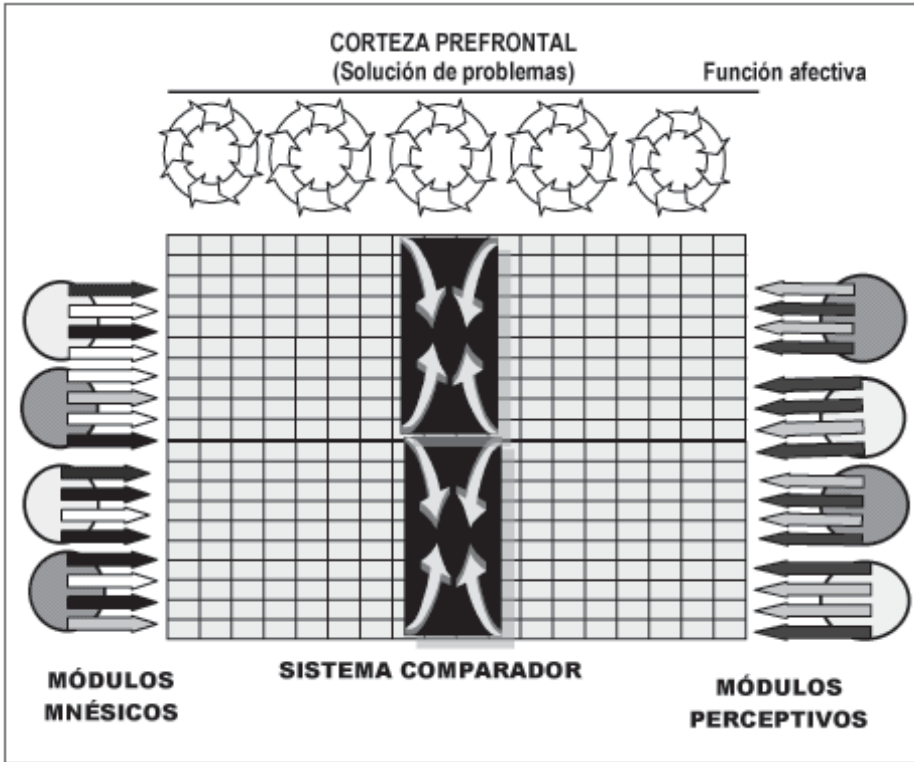 CORTEZA PREFRONTAL
(Solución de problemas)
Función afectiva
SISTEMA COMPARADOR
MÓDULOS
MNÉSICOS
MÓDULOS
PERCEPTIVOS